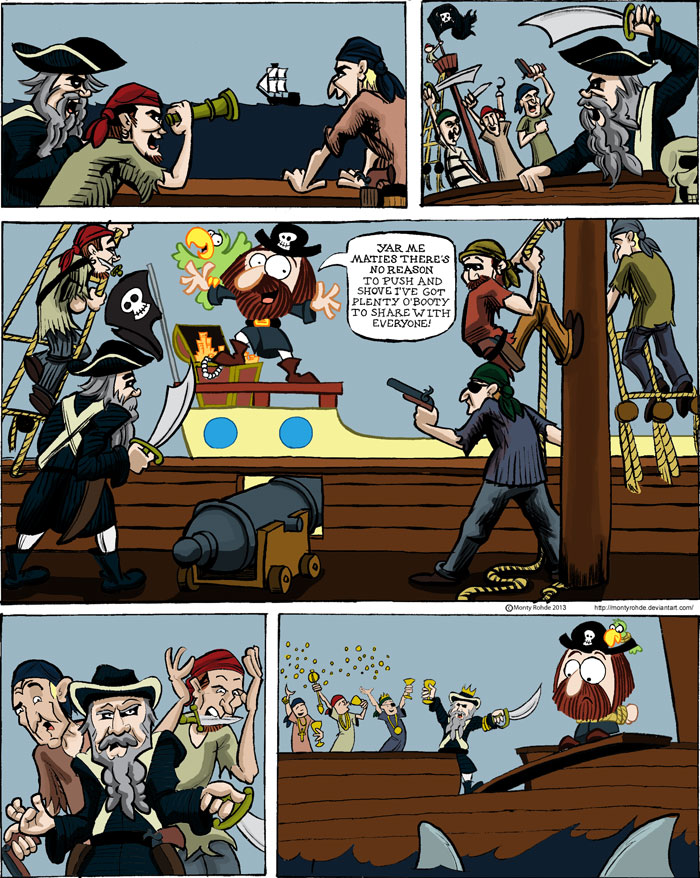 YAR ME
MATIES THERE'S
NO REASON
TO PUSH AND
SHOVE I'VE GOT
PLENTY O'BOOTY
TO SHARE WITH
EVERYONE!
©Monty Rohde 2013 http://montyrohde.deviantart.com/